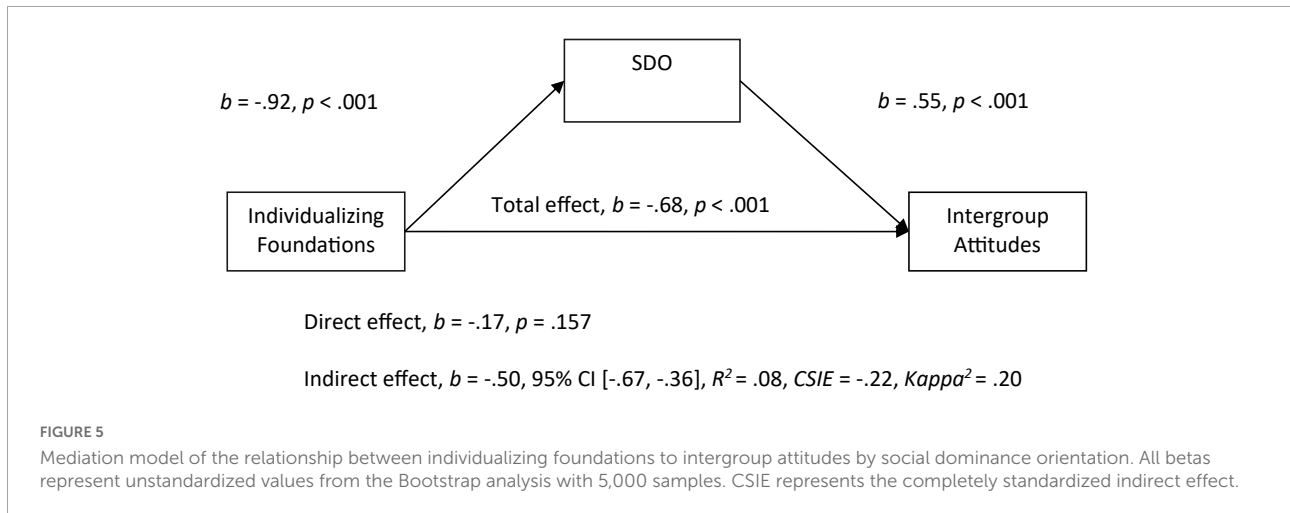 SDO
b = -.92, p < .001
b = .55, p < .001
Total effect, b = -.68, p < .001
Individualizing
Foundations
Intergroup
Attitudes
Direct effect, b = -.17, p = .157
Indirect effect, b = -.50, 95% CI [-.67, -.36], R² = .08, CSIE = -.22, Kappa² = .20
FIGURE 5
Mediation model of the relationship between individualizing foundations to intergroup attitudes by social dominance orientation. All betas
represent unstandardized values from the Bootstrap analysis with 5,000 samples. CSIE represents the completely standardized indirect effect.